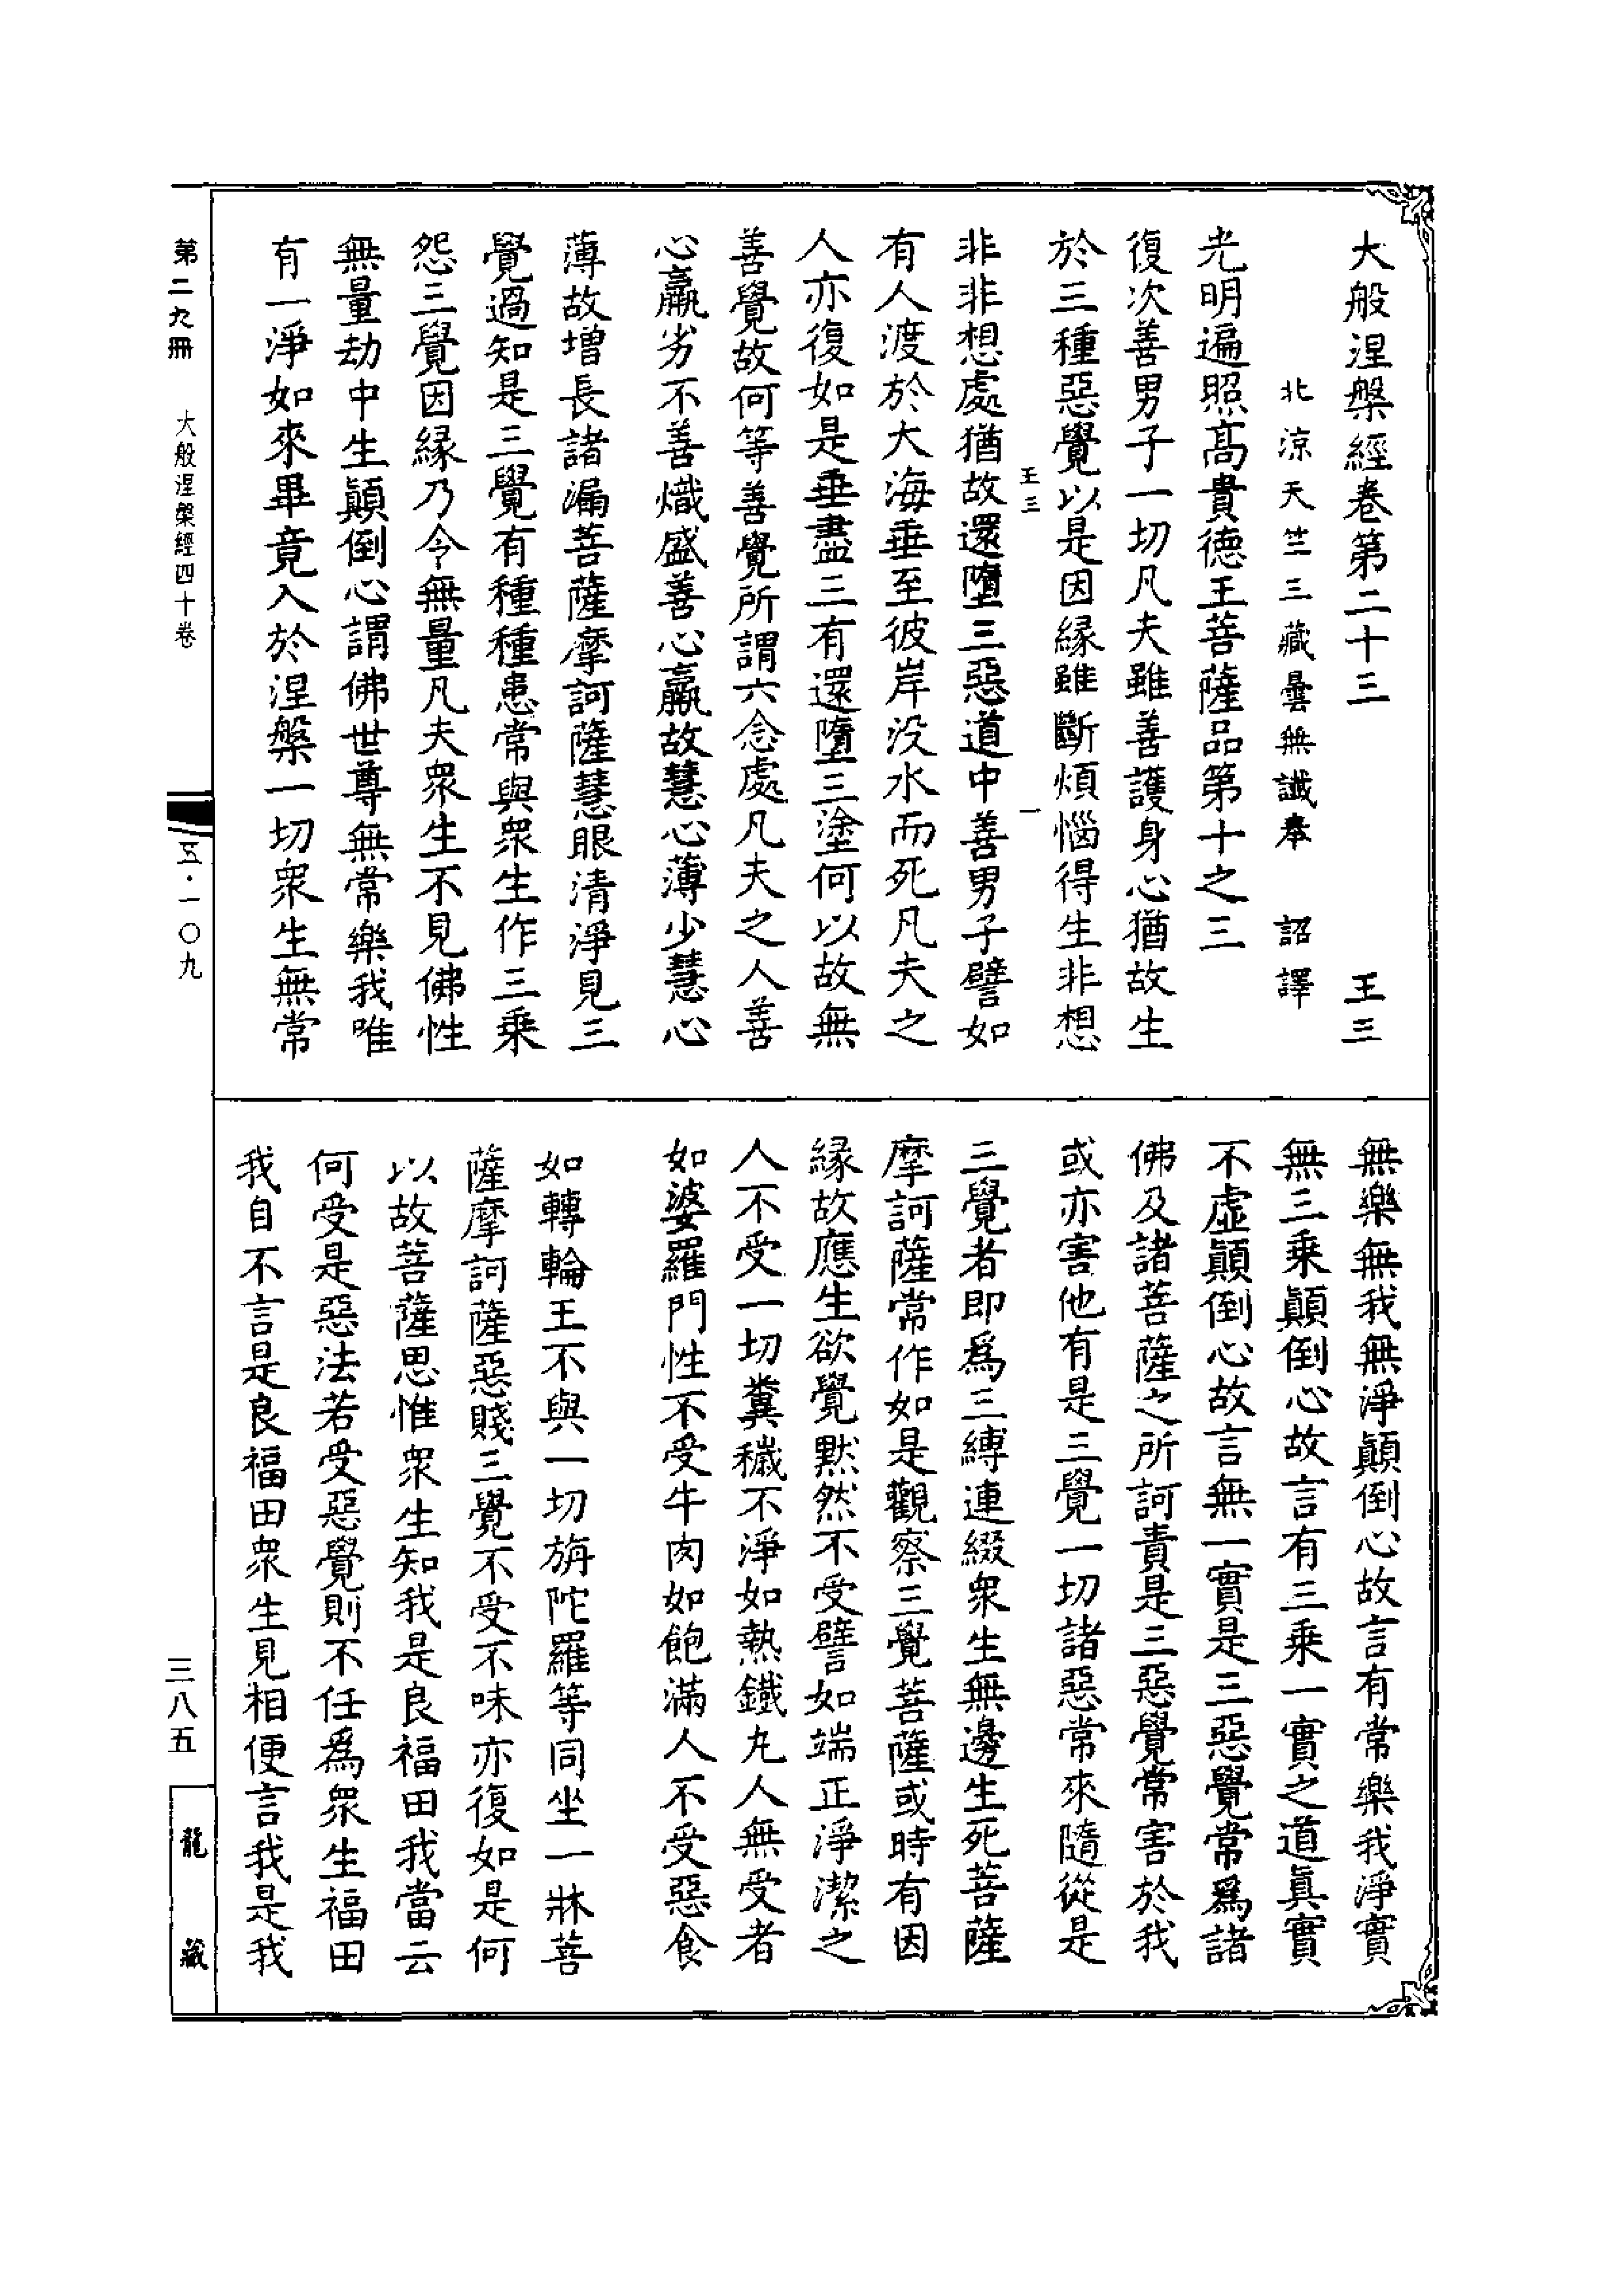 大般涅槃經卷第二十三　王三
北涼天竺三藏曇無讖奉　詔譯
光明遍照高貴德王菩薩品第十之三
復次善男子一切凡夫雖善護身心猶故生
於三種惡覺以是因緣雖斷煩惱得生非想
王三　一
非非想處猶故還墮三惡道中善男子譬如
有人渡於大海垂至彼岸沒水而死凡夫之
人亦復如是垂盡三有還墮三塗何以故無
善覺故何等善覺所謂六念處凡夫之人善
心羸劣不善熾盛善心羸故慧心薄少慧心
薄故增長諸漏菩薩摩訶薩慧眼清淨見三
覺過知是三覺有種種患常與眾生作三乘
怨三覺因緣乃令無量凡夫眾生不見佛性
無量劫中生顛倒心謂佛世尊無常樂我唯
有一淨如來畢竟入於涅槃一切眾生無常
無樂無我無淨顛倒心故言有常樂我淨實
無三乘顛倒心故言有三乘一實之道真實
不虛顛倒心故言無一實是三惡覺常為諸
佛及諸菩薩之所訶責是三惡覺常害於我
或亦害他有是三覺一切諸惡常來隨從是
三覺者即為三縛連綴眾生無邊生死菩薩
摩訶薩常作如是觀察三覺菩薩或時有因
緣故應生欲覺默然不受譬如端正淨潔之
人不受一切糞穢不淨如熱鐵丸人無受者
如婆羅門性不受牛肉如飽滿人不受惡食
如轉輪王不與一切旃陀羅等同坐一牀菩
薩摩訶薩惡賤三覺不受不味亦復如是何
以故菩薩思惟眾生知我是良福田我當云
何受是惡法若受惡覺則不任為眾生福田
我自不言是良福田眾生見相便言我是我
第二九冊　大般涅槃經四十卷
五·一〇九
三八五
龍藏